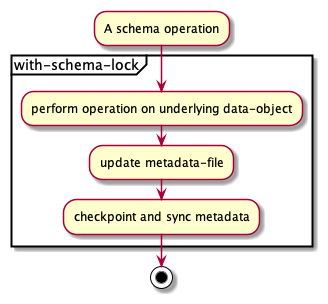 A schema operation
with-schema-lock
perform operation on underlying data-object
update metadata-file
checkpoint and sync metadata